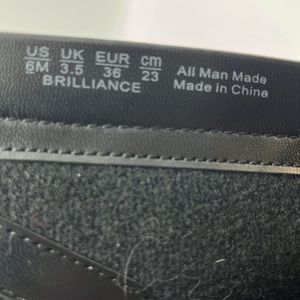 US UK EUR cm
6M 3.5 36 23
BRILLIANCE
All Man Made
Made in China